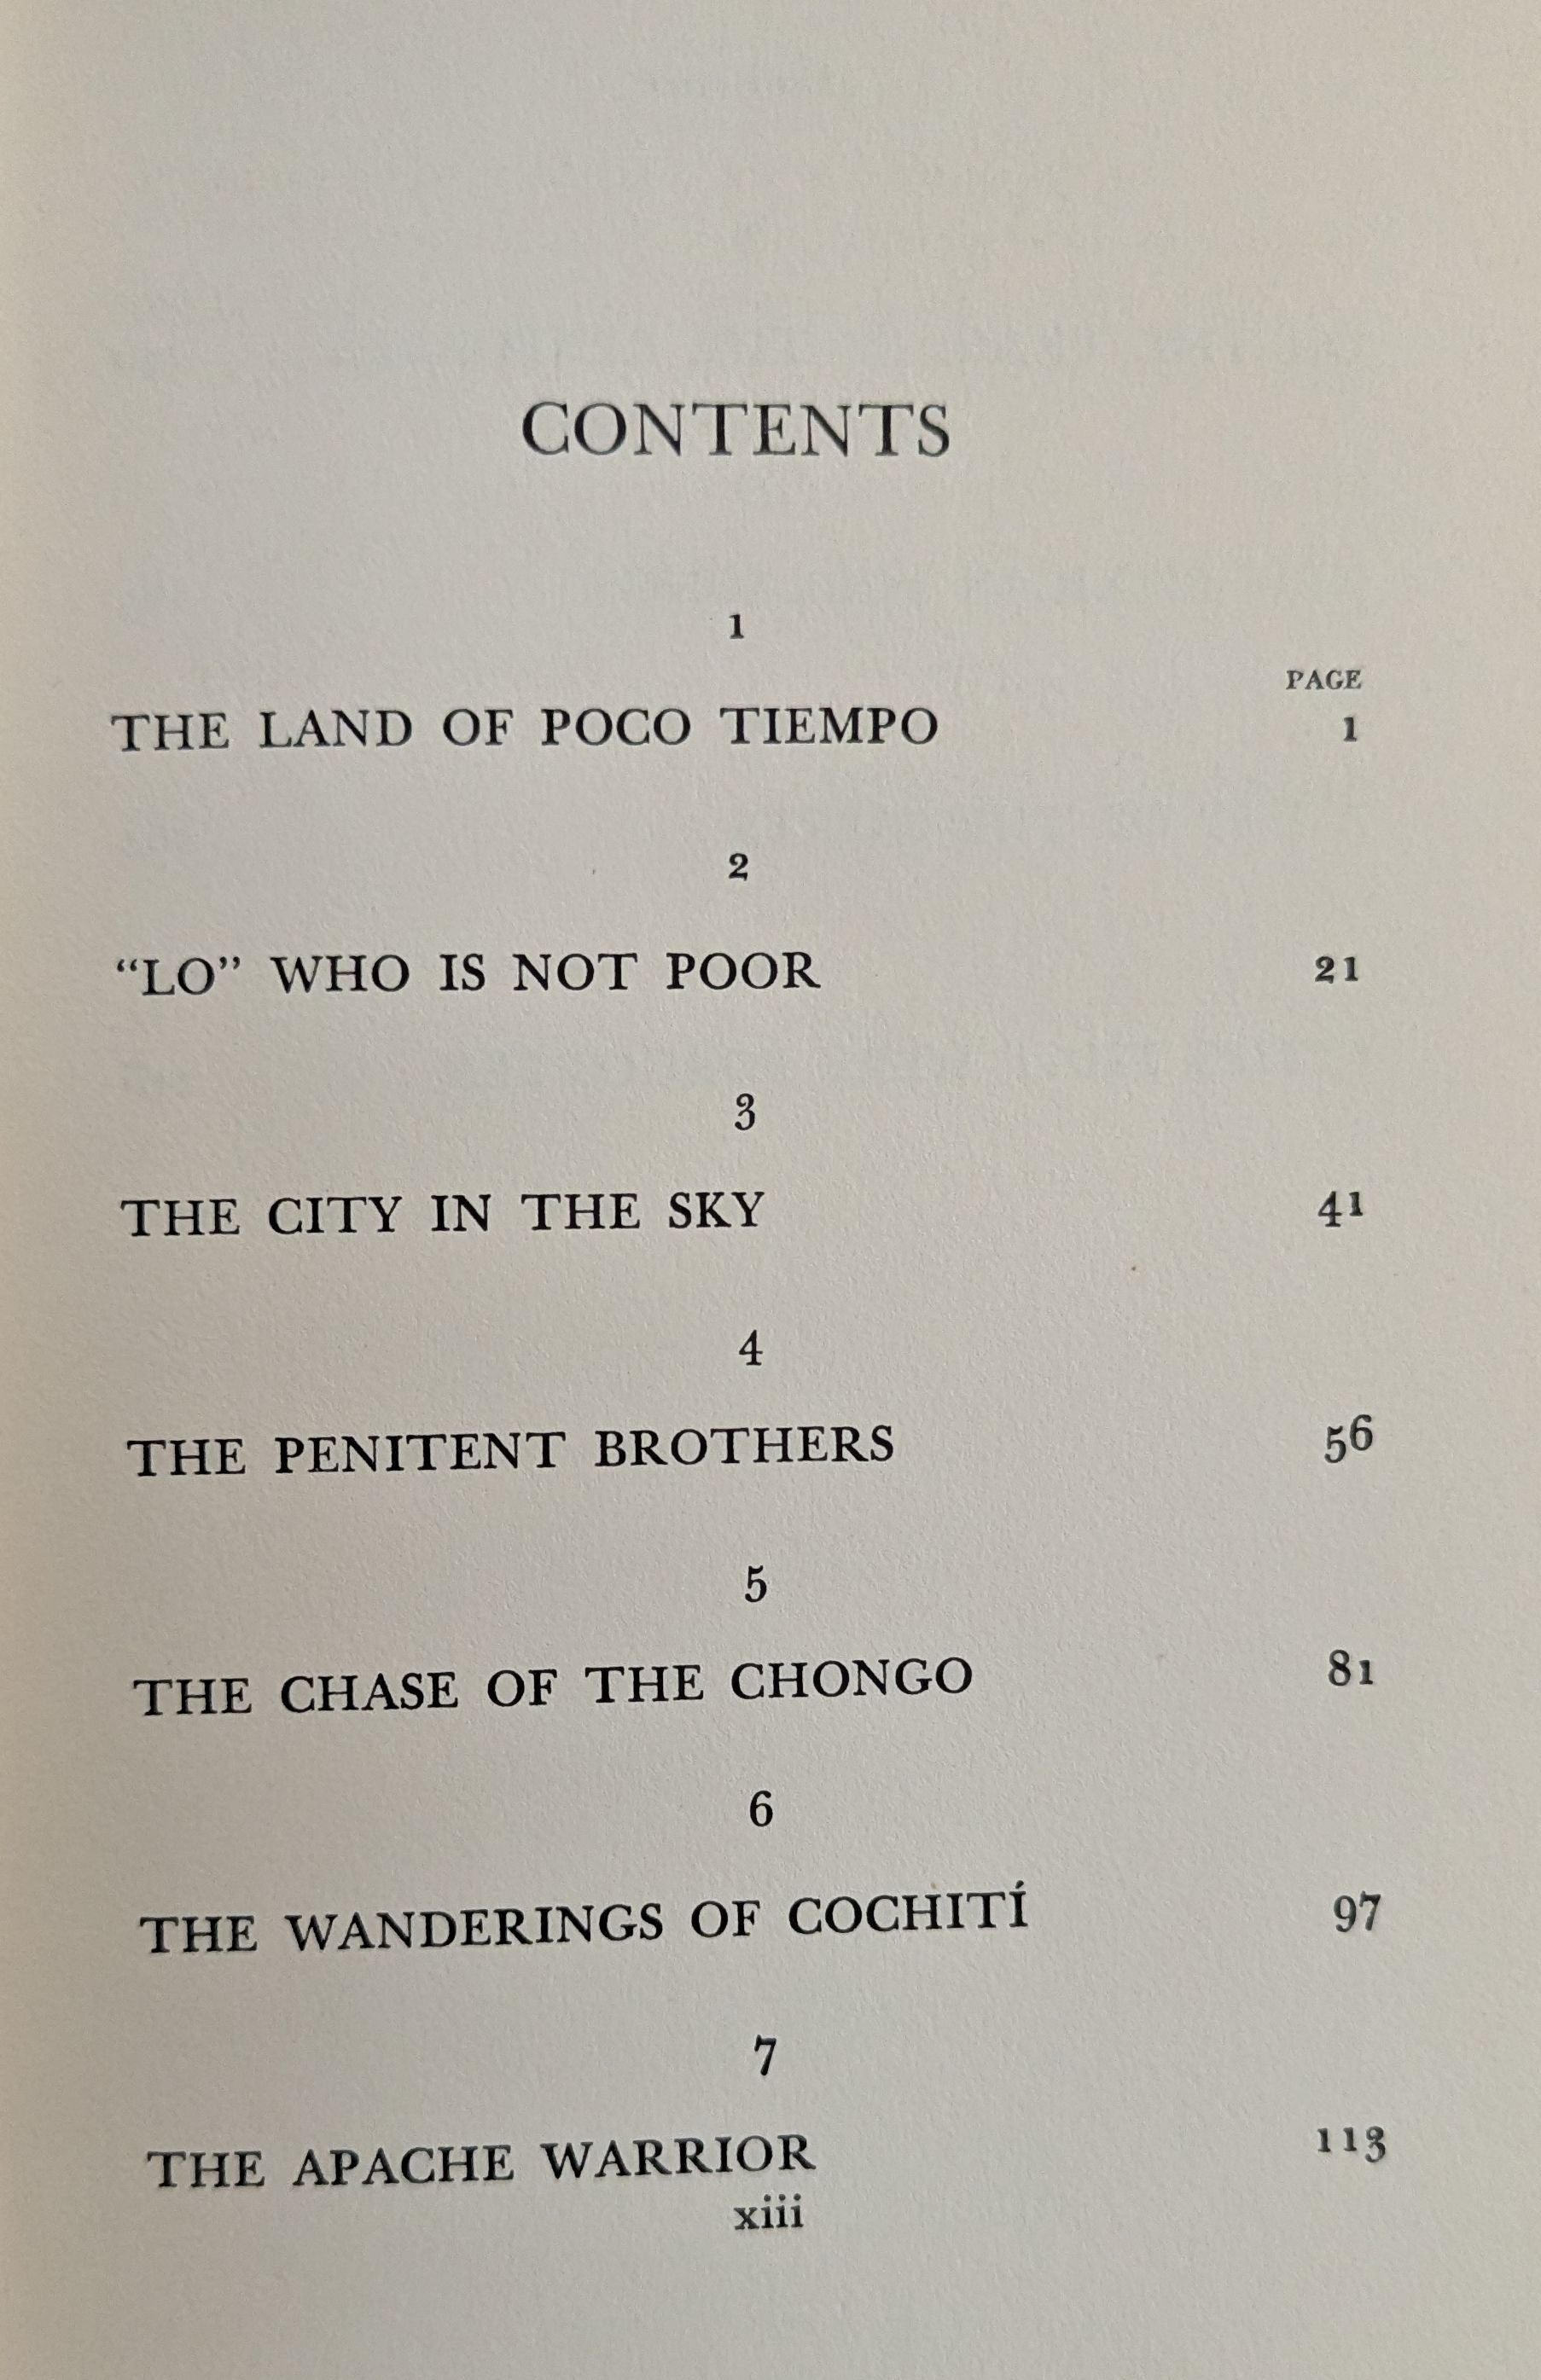 CONTENTS
1
PAGE
THE LAND OF POCO TIEMPO 1
2
“LO” WHO IS NOT POOR 21
3
THE CITY IN THE SKY 41
4
THE PENITENT BROTHERS 56
5
THE CHASE OF THE CHONGO 81
6
THE WANDERINGS OF COCHITÍ 97
7
THE APACHE WARRIOR 113
xiii